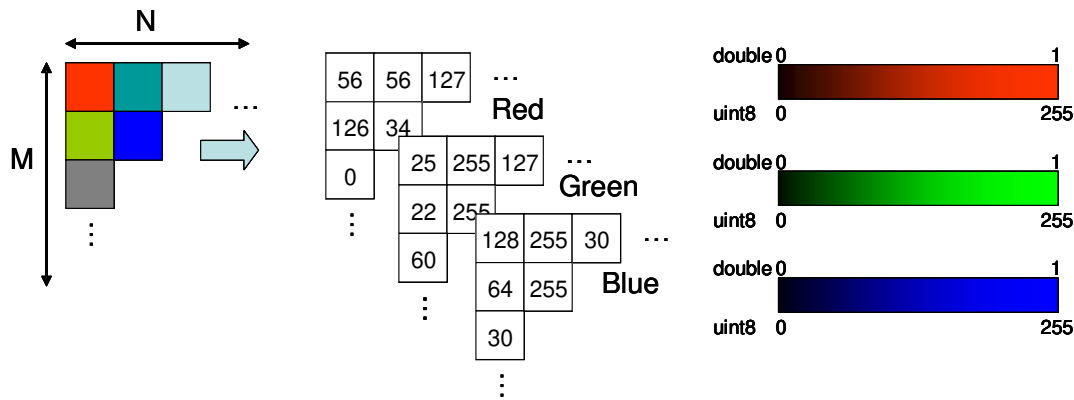 N
M
...
⋮
56 56 127 ...
126 34
0
⋮
Red
25 255 127 ...
22 255
60
⋮
Green
128 255 30 ...
64 255
30
⋮
Blue
double 0 1
uint8 0 255
double 0 1
uint8 0 255
double 0 1
uint8 0 255